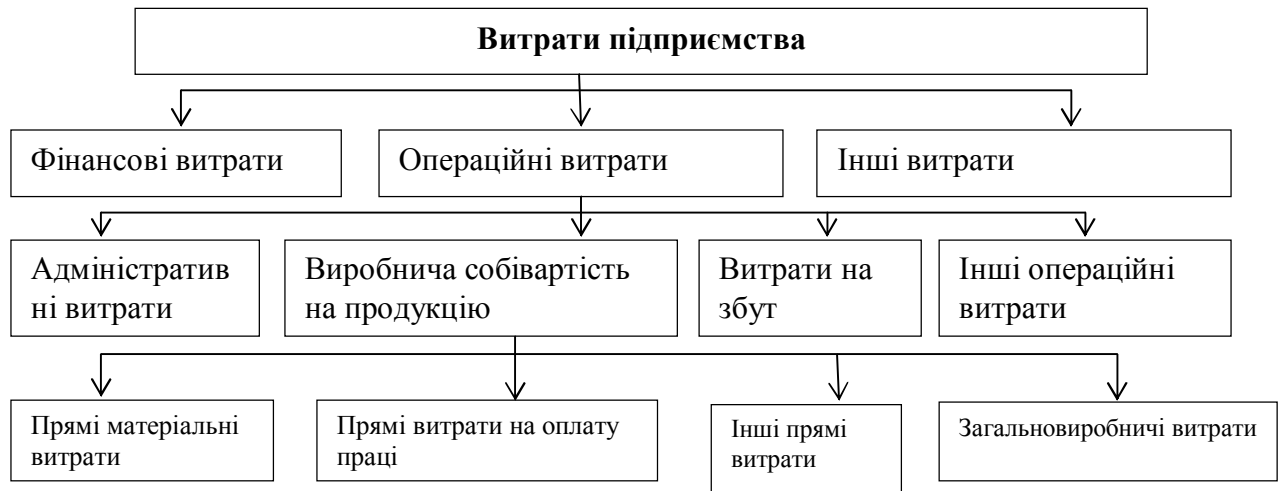 Витрати підприємства
Фінансові витрати
Операційні витрати
Інші витрати
Адміністратив
ні витрати
Виробнича собівартість
на продукцію
Витрати на
збут
Інші операційні
витрати
Прямі матеріальні
витрати
Прямі витрати на оплату
праці
Інші прямі
витрати
Загальновиробничі витрати